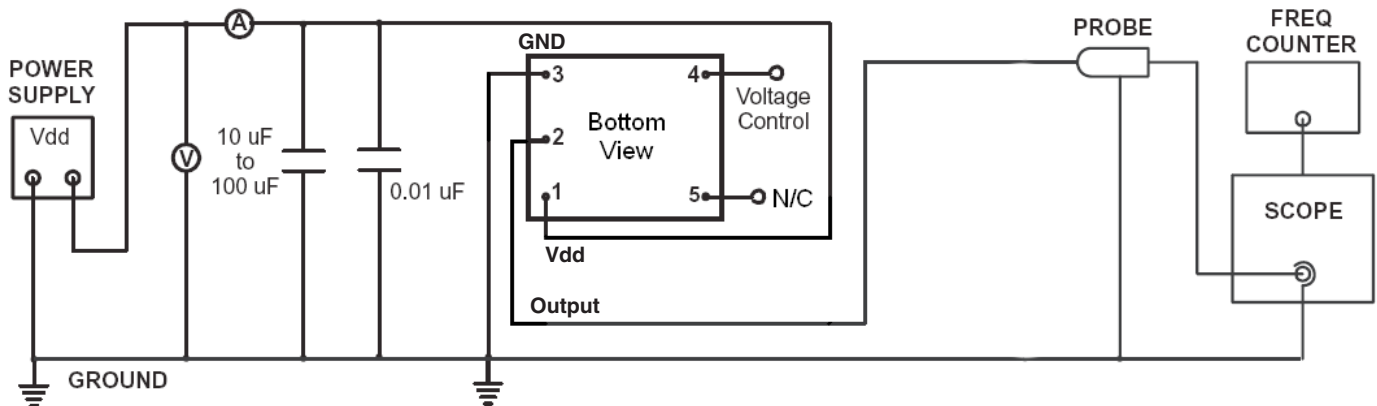 POWER
SUPPLY
Vdd
A
V
10 uF
to
100 uF
0.01 uF
GND
3
2
1
Bottom
View
4
5
Voltage
Control
N/C
Vdd
Output
GROUND
PROBE
FREQ
COUNTER
SCOPE